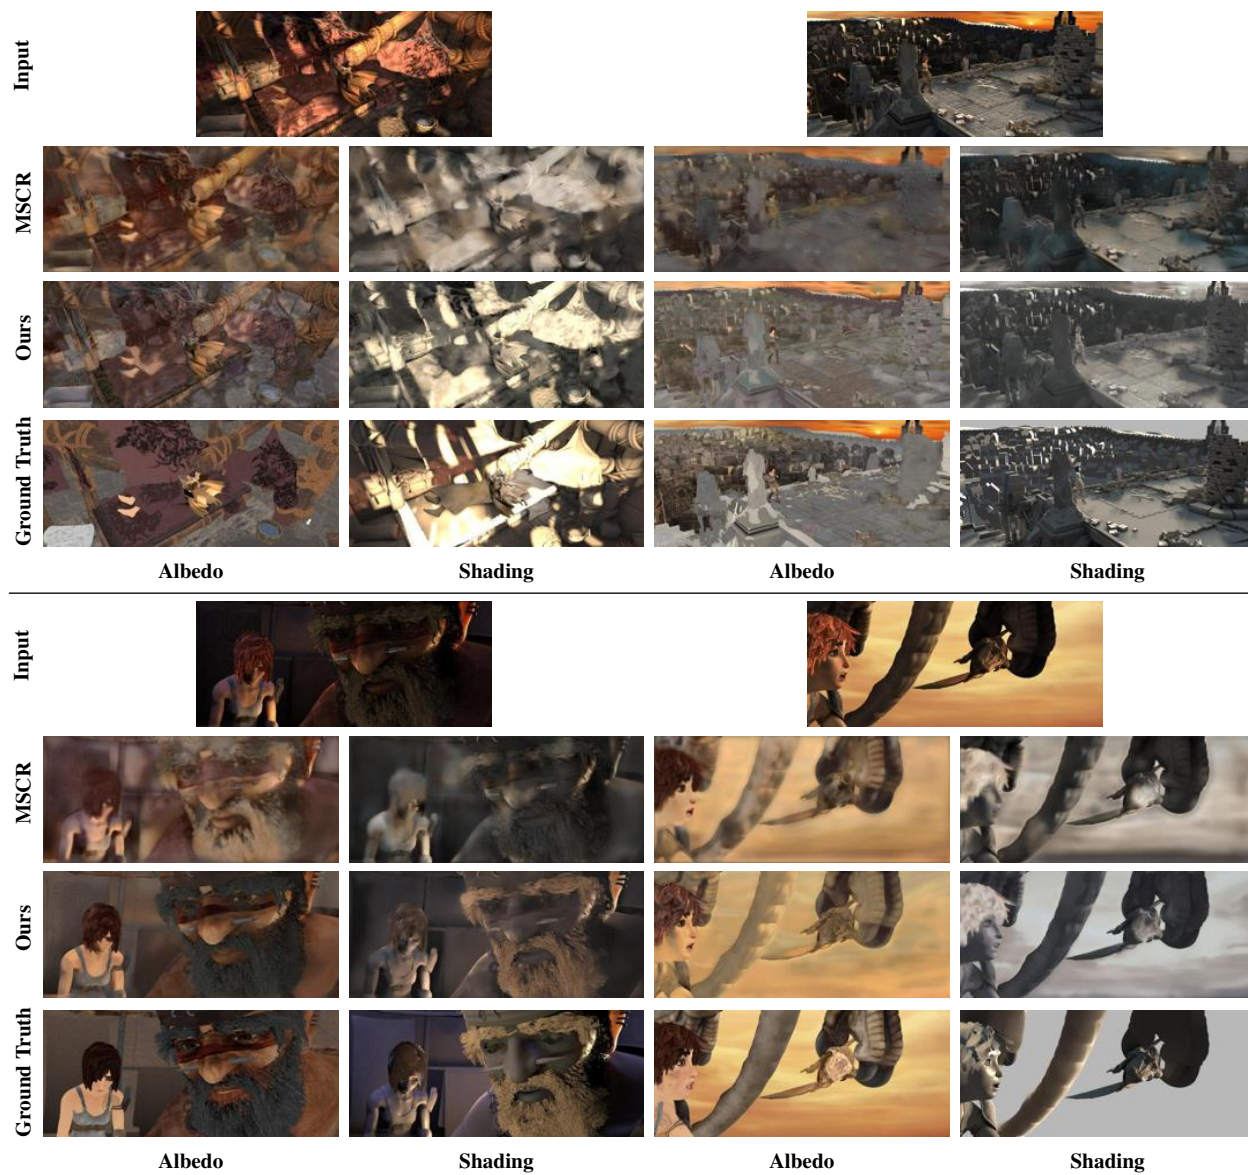 Input
MSCR
Ours
Ground Truth
Albedo Shading Albedo Shading
Input
MSCR
Ours
Ground Truth
Albedo Shading Albedo Shading